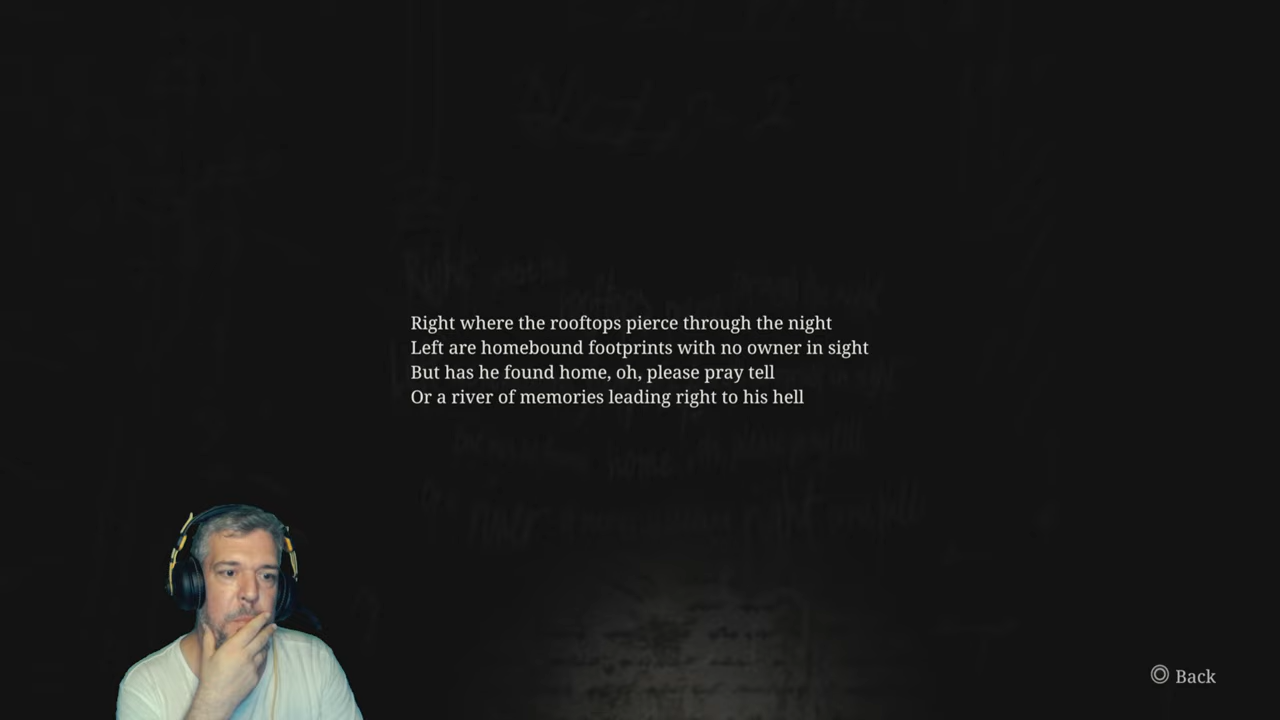 Right where the rooftops pierce through the night
Left are homebound footprints with no owner in sight
But has he found home, oh, please pray tell
Or a river of memories leading right to his hell
Back